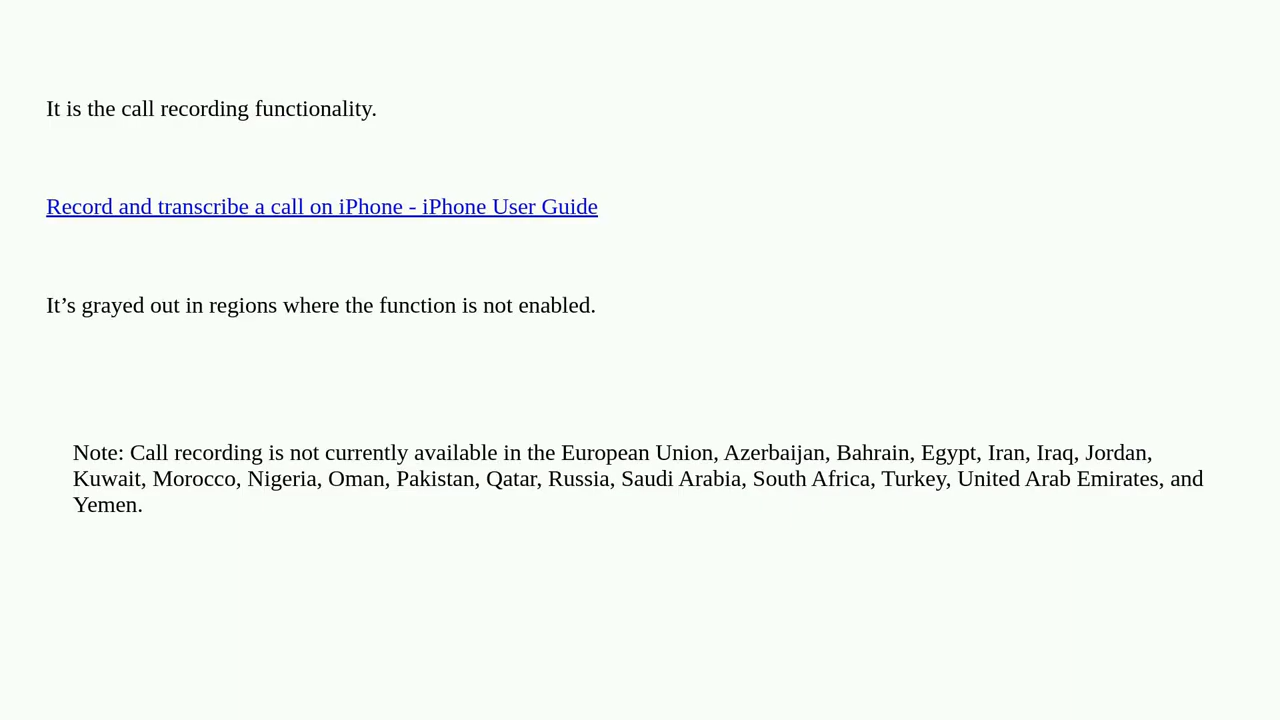 It is the call recording functionality.
Record and transcribe a call on iPhone - iPhone User Guide
It’s grayed out in regions where the function is not enabled.
Note: Call recording is not currently available in the European Union, Azerbaijan, Bahrain, Egypt, Iran, Iraq, Jordan,
Kuwait, Morocco, Nigeria, Oman, Pakistan, Qatar, Russia, Saudi Arabia, South Africa, Turkey, United Arab Emirates, and
Yemen.